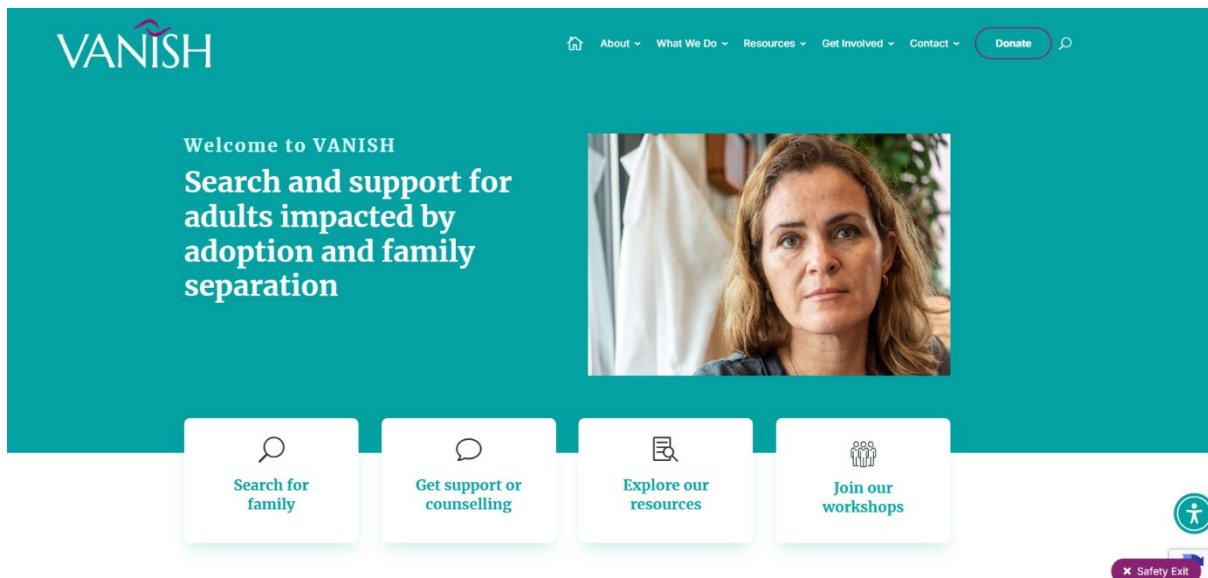 VANISH
About What We Do Resources Get Involved Contact Donate
Welcome to VANISH
Search and support for
adults impacted by
adoption and family
separation
Search for
family
Get support or
counselling
Explore our
resources
Join our
workshops
× Safety Exit